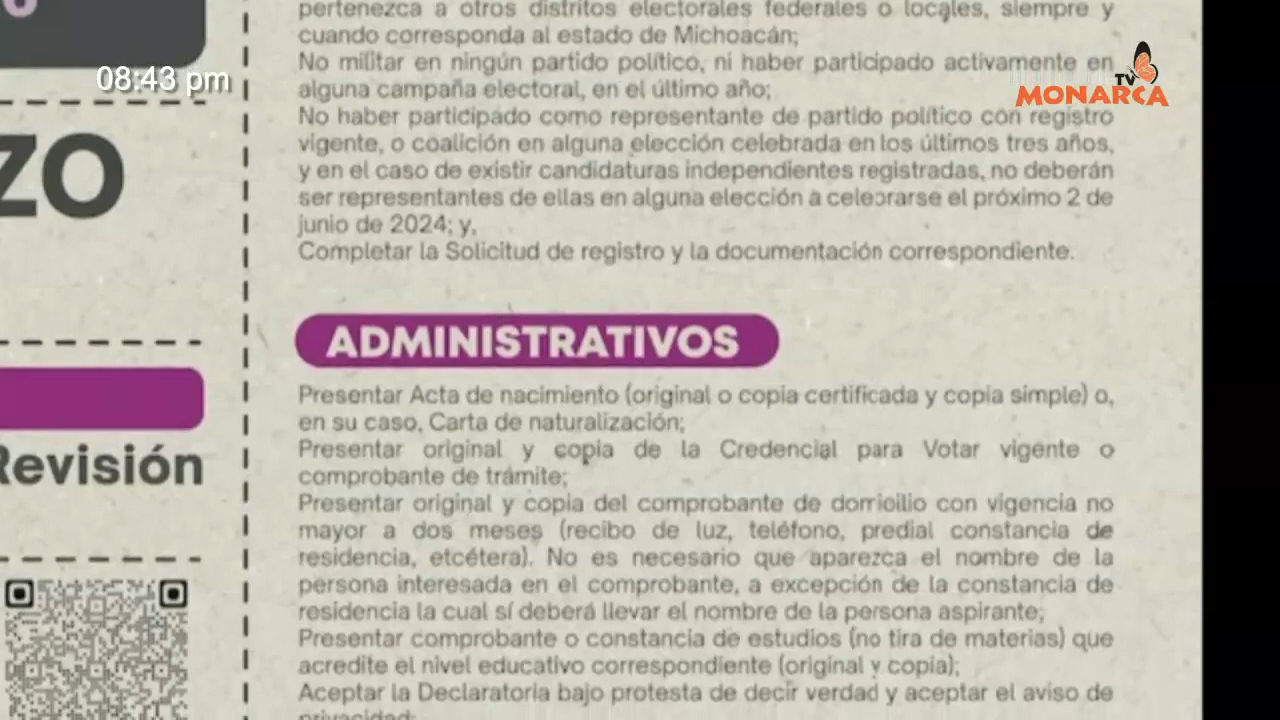 pertenezca a otros distritos electorales federales o locales, siempre y
cuando corresponda al estado de Michoacán;
No militar en ningún partido político, ni haber participado activamente en
alguna campaña electoral, en el último año;
No haber participado como representante de partido político con registro
vigente, o coalición en alguna elección celebrada en los últimos tres años,
y en el caso de existir candidaturas independientes registradas, no deberán
ser representantes de ellas en alguna elección a celebrarse el próximo 2 de
junio de 2024; y,
Completar la Solicitud de registro y la documentación correspondiente.
ADMINISTRATIVOS
Presentar Acta de nacimiento (original o copia certificada y copia simple) o,
en su caso, Carta de naturalización;
Presentar original y copia de la Credencial para Votar vigente o
comprobante de trámite;
Presentar original y copia del comprobante de domicilio con vigencia no
mayor a dos meses (recibo de luz, teléfono, predial constancia de
residencia, etcétera). No es necesario que aparezca el nombre de la
persona interesada en el comprobante, a excepción de la constancia de
residencia la cual sí deberá llevar el nombre de la persona aspirante;
Presentar comprobante o constancia de estudios (no tira de materias) que
acredite el nivel educativo correspondiente (original y copia);
Aceptar la Declaratoria bajo protesta de decir verdad y aceptar el aviso de
privacidad;
08:43 pm
ZO
Revisión
TV
MONARCA